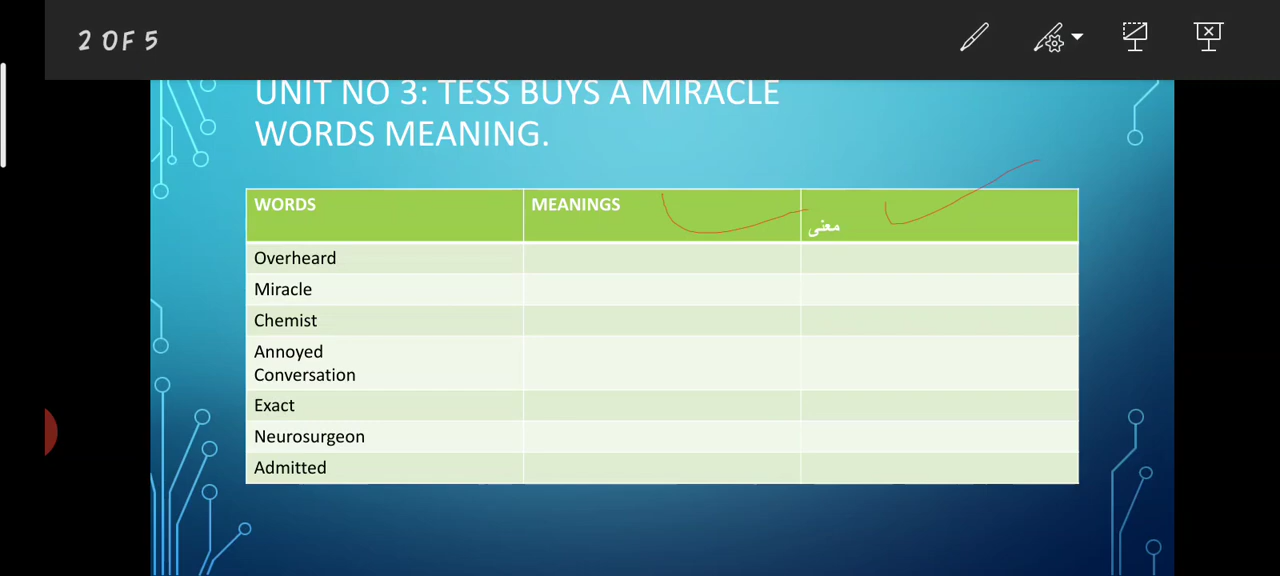 2 OF 5
UNIT NO 3: TESS BUYS A MIRACLE
WORDS MEANING.
WORDS
MEANINGS
معنی
Overheard
Miracle
Chemist
Annoyed
Conversation
Exact
Neurosurgeon
Admitted